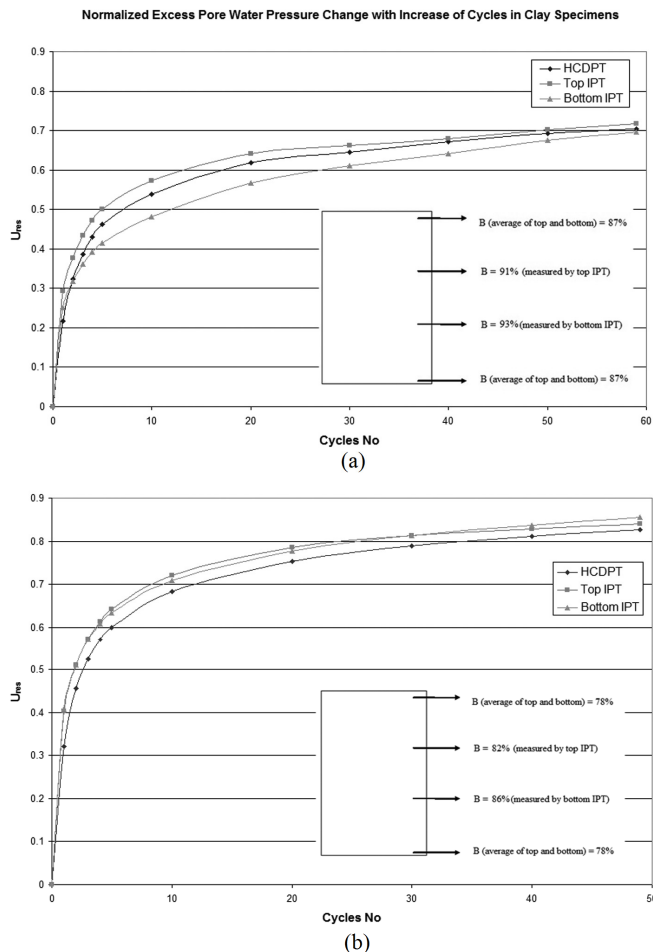 Normalized Excess Pore Water Pressure Change with Increase of Cycles in Clay Specimens
0.9
0.8
0.7
0.6
0.5
0.4
0.3
0.2
0.1
0
Ures
HCDPT
Top IPT
Bottom IPT
B (average of top and bottom) = 87%
B = 91% (measured by top IPT)
B = 93% (measured by bottom IPT)
B (average of top and bottom) = 87%
0 10 20 30 40 50 60
Cycles No
(a)
0.9
0.8
0.7
0.6
0.5
0.4
0.3
0.2
0.1
0
Ures
HCDPT
Top IPT
Bottom IPT
B (average of top and bottom) = 78%
B = 82% (measured by top IPT)
B = 86% (measured by bottom IPT)
B (average of top and bottom) = 78%
0 10 20 30 40 50
Cycles No
(b)